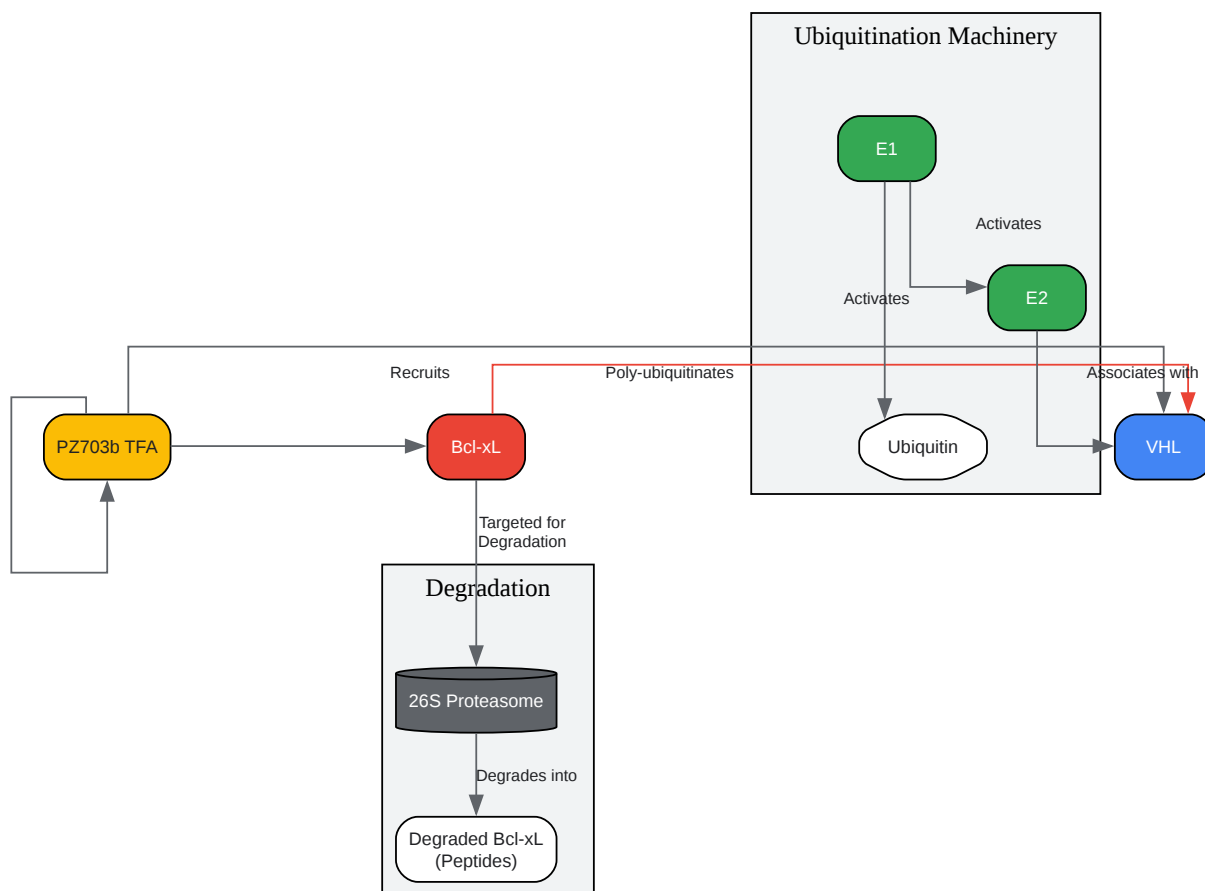 Ubiquitination Machinery
E1
Activates
E2
Activates
Recruits
Poly-ubiquitinates
Associates with
PZ703b TFA
Bcl-xL
Ubiquitin
VHL
Targeted for
Degradation
Degradation
26S Proteasome
Degrades into
Degraded Bcl-xL
(Peptides)